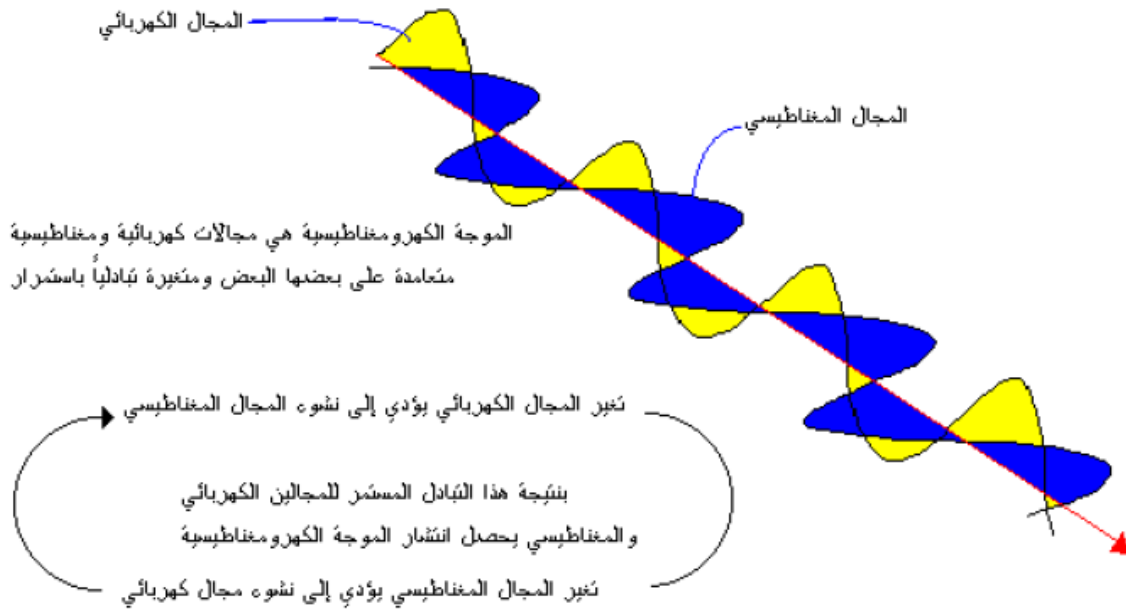 المجال الكهربائي
المجال المغناطيسي
الموجة الكهرومغناطيسية هي مجالات كهربائية ومغناطيسية
متعامدة على بعضها البعض ومتغيرة تبادلياً باستمرار
تغير المجال الكهربائي يؤدي إلى نشوء المجال المغناطيسي
بنتيجة هذا التبادل المستمر للمجالين الكهربائي
والمغناطيسي يحصل انتشار الموجة الكهرومغناطيسية
تغير المجال المغناطيسي يؤدي إلى نشوء مجال كهربائي